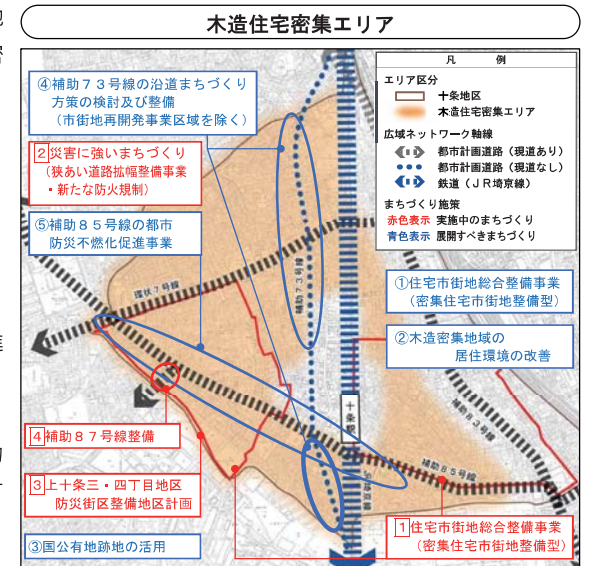 木造住宅密集エリア
凡 例
エリア区分
十条地区
木造住宅密集エリア
広域ネットワーク軸線
都市計画道路(現道あり)
都市計画道路(現道なし)
鉄道(JR埼京線)
まちづくり施策
赤色表示 実施中のまちづくり
青色表示 展開すべきまちづくり
④補助73号線の沿道まちづくり
方策の検討及び整備
(市街地再開発事業区域を除く)
2災害に強いまちづくり
(狭あい道路拡幅整備事業
・新たな防火規制)
⑤補助85号線の都市
防災不燃化促進事業
環状7号線
補助73号線
①住宅市街地総合整備事業
(密集住宅市街地整備型)
②木造密集地域の
居住環境の改善
補助83号線
十条駅
補助85号線
JR埼京線
4補助87号線整備
3上十条三・四丁目地区
防災街区整備地区計画
③国公有地跡地の活用
1住宅市街地総合整備事業
(密集住宅市街地整備型)